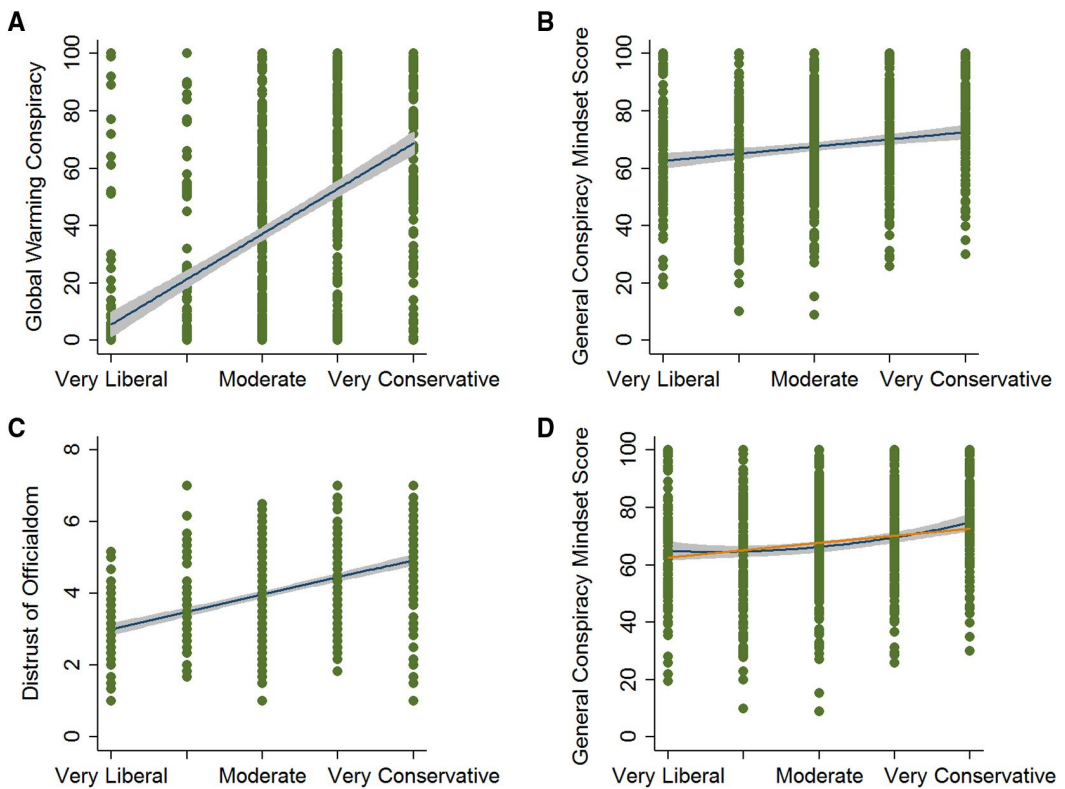 A
Global Warming Conspiracy
100
80
60
40
20
0
Very Liberal Moderate Very Conservative
B
General Conspiracy Mindset Score
100
80
60
40
20
0
Very Liberal Moderate Very Conservative
C
Distrust of Officialdom
8
6
4
2
0
Very Liberal Moderate Very Conservative
D
General Conspiracy Mindset Score
100
80
60
40
20
0
Very Liberal Moderate Very Conservative